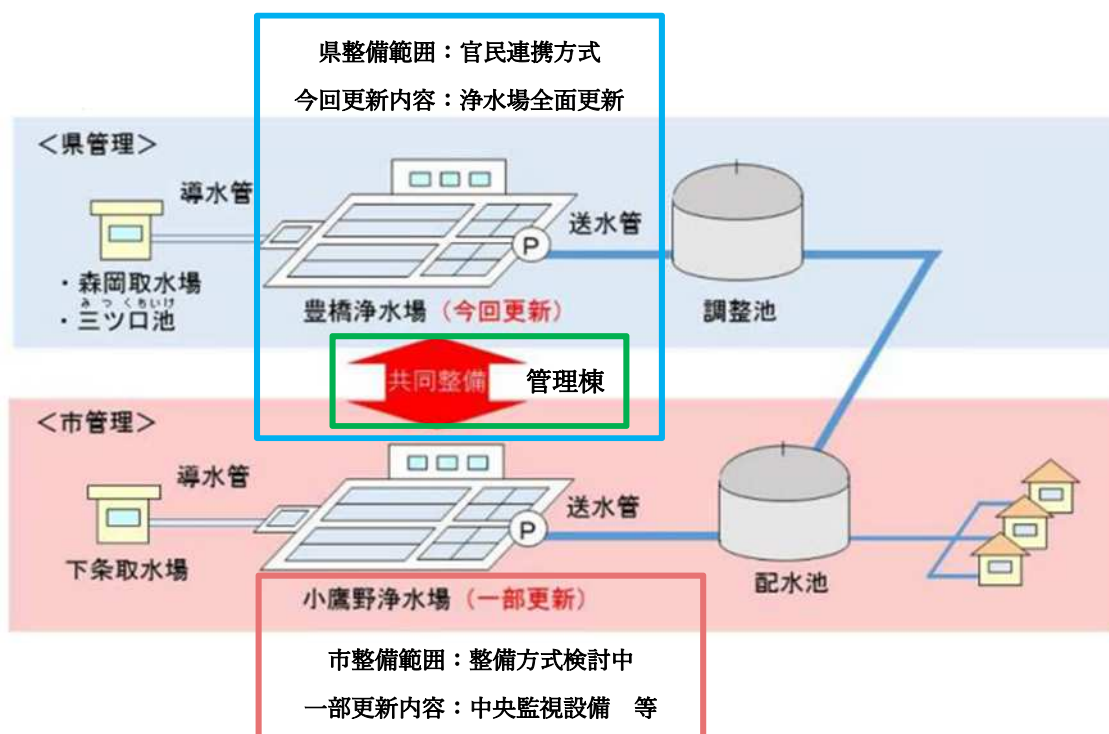 県整備範囲：官民連携方式
今回更新内容：浄水場全面更新
＜県管理＞
導水管
送水管
P
・森岡取水場
みつくちいけ
・三ツ口池
豊橋浄水場（今回更新）
調整池
共同整備
管理棟
＜市管理＞
導水管
送水管
P
下条取水場
小鷹野浄水場（一部更新）
配水池
市整備範囲：整備方式検討中
一部更新内容：中央監視設備　等